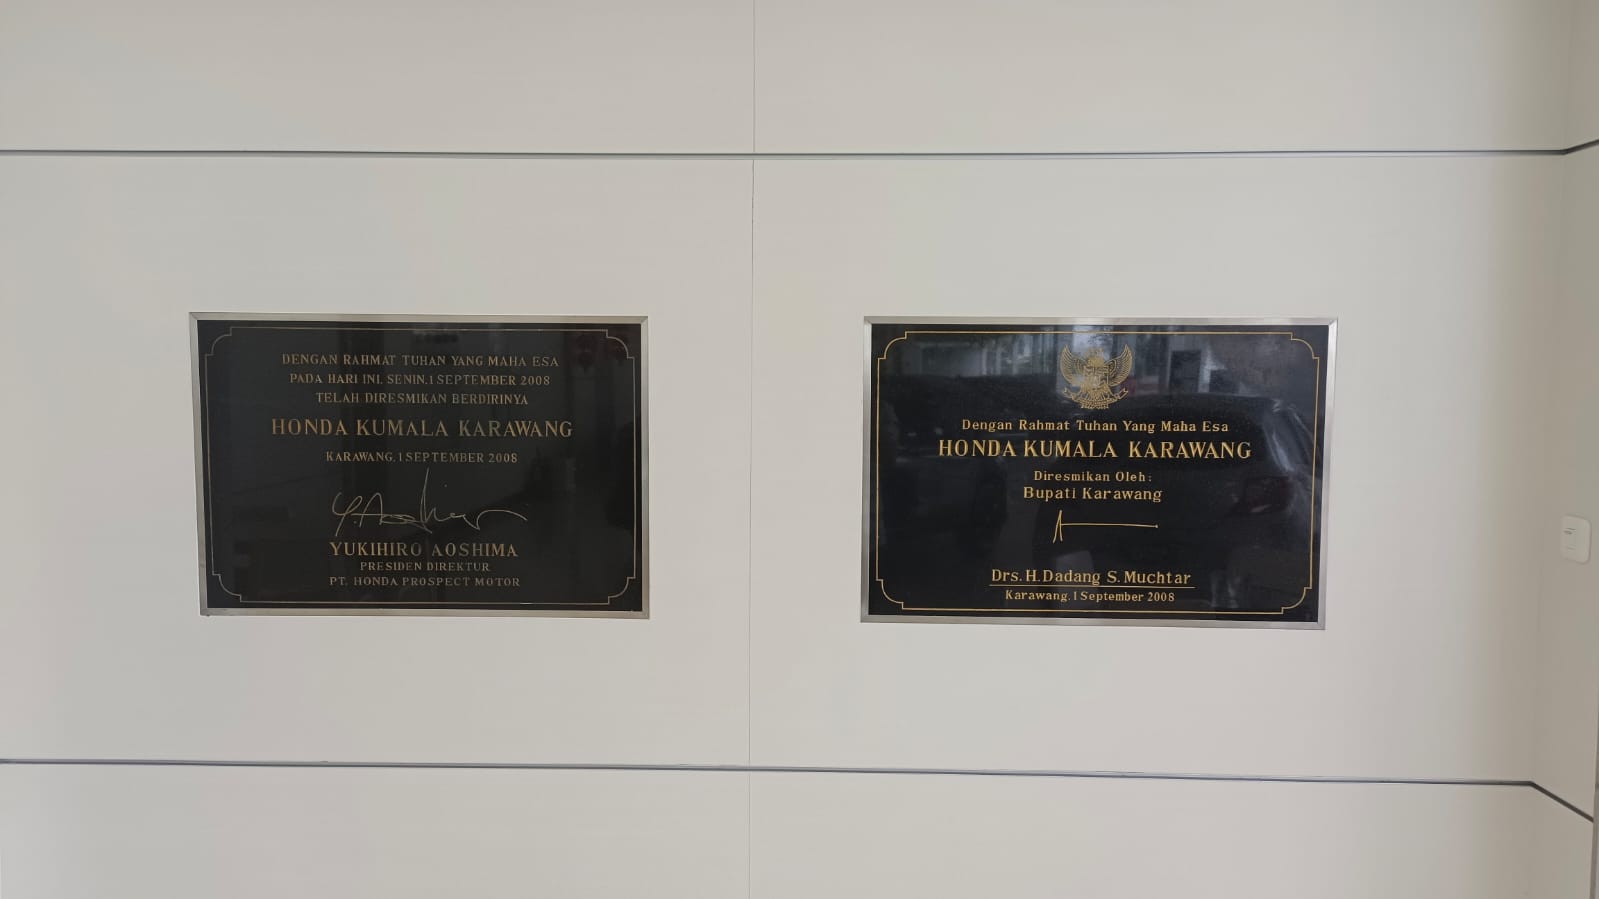 DENGAN RAHMAT TUHAN YANG MAHA ESA
PADA HARI INI, SENIN, 1 SEPTEMBER 2008
TELAH DIRESMIKAN BERDIRINYA
HONDA KUMALA KARAWANG
KARAWANG, 1 SEPTEMBER 2008
Y. Aoshima
YUKIHIRO AOSHIMA
PRESIDEN DIREKTUR
PT. HONDA PROSPECT MOTOR
Dengan Rahmat Tuhan Yang Maha Esa
HONDA KUMALA KARAWANG
Diresmikan Oleh:
Bupati Karawang
Drs. H. Dadang S. Muchtar
Karawang, 1 September 2008